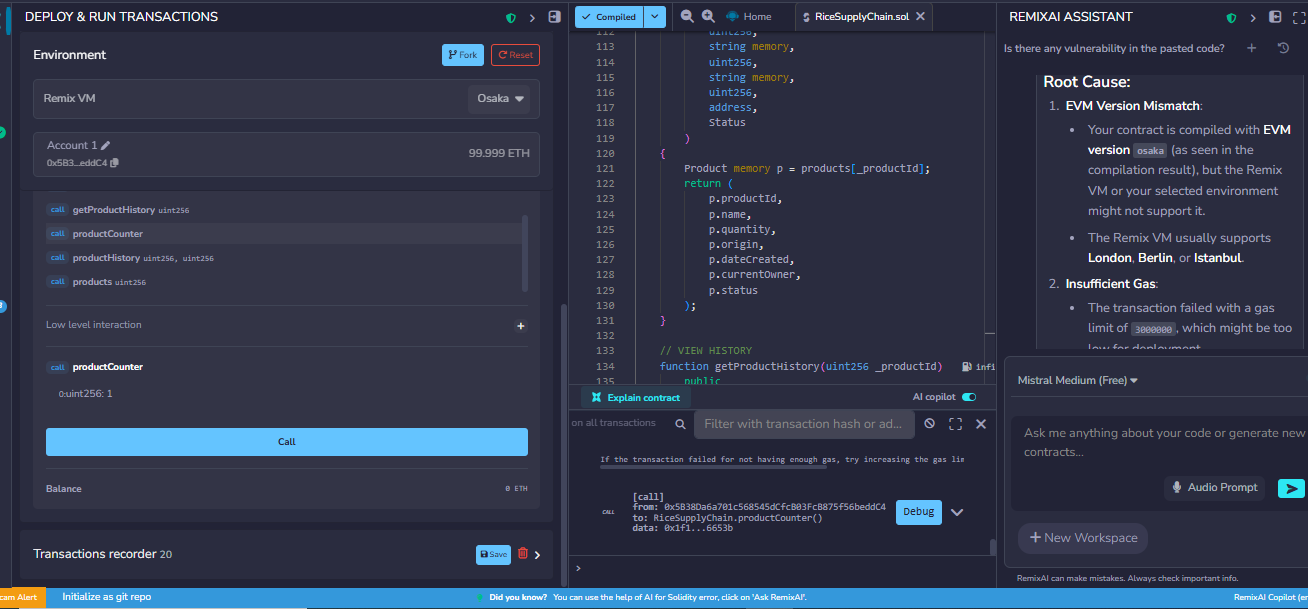 DEPLOY & RUN TRANSACTIONS
Environment
Fork
Reset
Remix VM
Osaka
Account 1
0x5B3...eddC4
99.999 ETH
call getProductHistory uint256
call productCounter
call productHistory uint256, uint256
call products uint256
Low level interaction
+
call productCounter
0:uint256: 1
Call
Balance
0 ETH
Transactions recorder 20
Save
Compiled
Home
RiceSupplyChain.sol
112 uint256,
113 string memory,
114 uint256,
115 string memory,
116 uint256,
117 address,
118 Status
119 )
120 {
121 Product memory p = products[_productId];
122 return (
123 p.productId,
124 p.name,
125 p.quantity,
126 p.origin,
127 p.dateCreated,
128 p.currentOwner,
129 p.status
130 );
131 }
132
133 // VIEW HISTORY
134 function getProductHistory(uint256 _productId) infi
135 public
Explain contract
AI copilot
on all transactions
Filter with transaction hash or ad...
If the transaction failed for not having enough gas, try increasing the gas lim
CALL
[call]
from: 0x5B38Da6a701c568545dCfcB03FcB875f56beddC4
to: RiceSupplyChain.productCounter()
data: 0x1f1...6653b
Debug
>
REMIXAI ASSISTANT
Is there any vulnerability in the pasted code?
Root Cause:
1. EVM Version Mismatch:
• Your contract is compiled with EVM
version osaka (as seen in the
compilation result), but the Remix
VM or your selected environment
might not support it.
• The Remix VM usually supports
London, Berlin, or Istanbul.
2. Insufficient Gas:
• The transaction failed with a gas
limit of 3000000, which might be too
low for deployment.
Mistral Medium (Free)
Ask me anything about your code or generate new
contracts...
Audio Prompt
+ New Workspace
RemixAI can make mistakes. Always check important info.
cam Alert
Initialize as git repo
Did you know? You can use the help of AI for Solidity error, click on 'Ask RemixAI'.
RemixAI Copilot (en